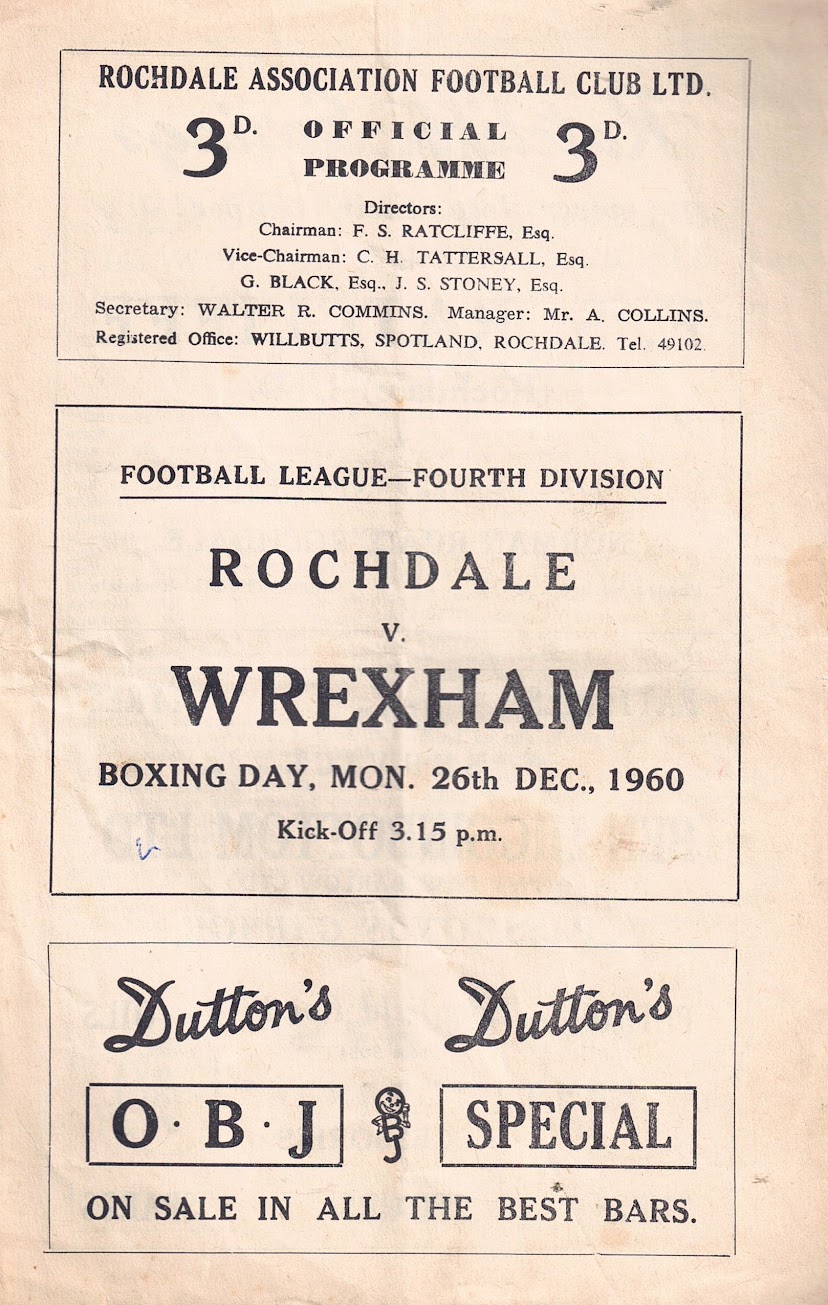 ROCHDALE ASSOCIATION FOOTBALL CLUB LTD.
3D. OFFICIAL 3D.
PROGRAMME
Directors:
Chairman: F. S. RATCLIFFE, Esq.
Vice-Chairman: C. H. TATTERSALL, Esq.
G. BLACK, Esq., J. S. STONEY, Esq.
Secretary: WALTER R. COMMINS. Manager: Mr. A. COLLINS.
Registered Office: WILLBUTTS, SPOTLAND, ROCHDALE. Tel. 49102.
FOOTBALL LEAGUE—FOURTH DIVISION
ROCHDALE
V.
WREXHAM
BOXING DAY, MON. 26th DEC., 1960
Kick-Off 3.15 p.m.
Dutton's Dutton's
O · B · J OBJ SPECIAL
ON SALE IN ALL THE BEST BARS.